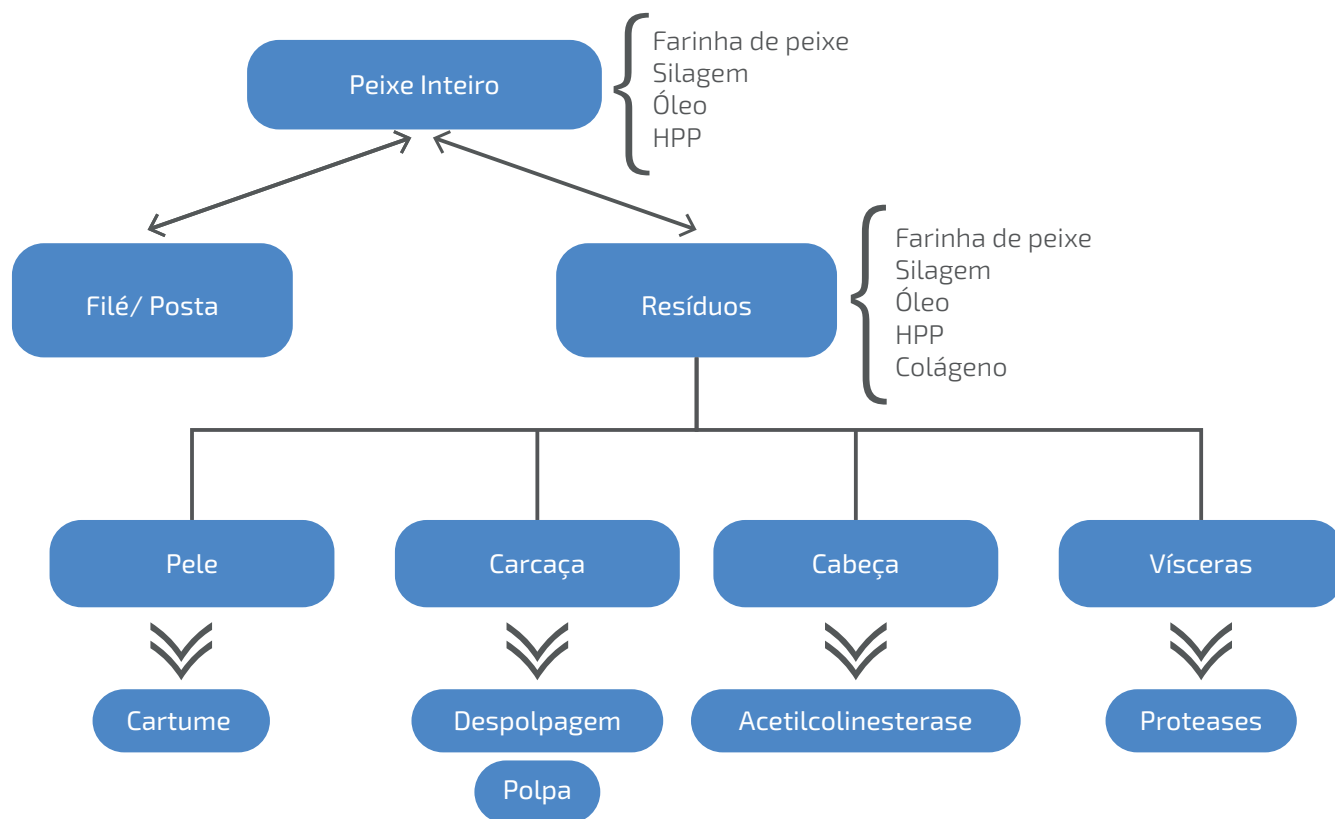 Peixe Inteiro
Farinha de peixe
Silagem
Óleo
HPP
Filé/ Posta
Resíduos
Farinha de peixe
Silagem
Óleo
HPP
Colágeno
Pele
Carcaça
Cabeça
Vísceras
Cartume
Despolpagem
Acetilcolinesterase
Proteases
Polpa